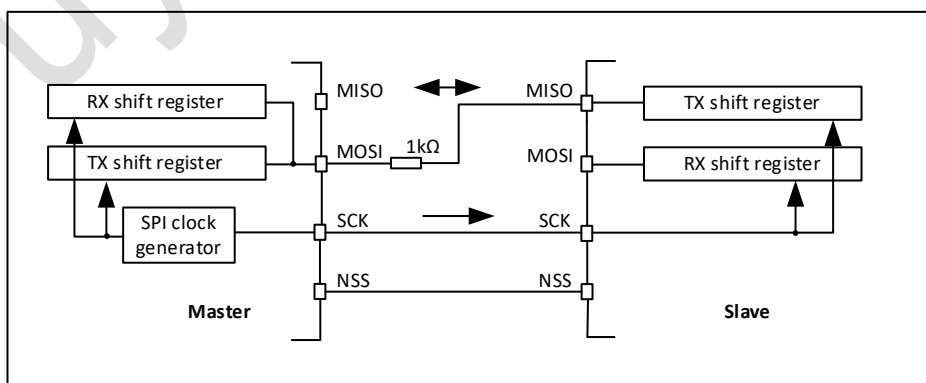 RX shift register
TX shift register
SPI clock
generator
Master
MISO
MOSI
1kΩ
SCK
NSS
MISO
MOSI
SCK
NSS
TX shift register
RX shift register
Slave